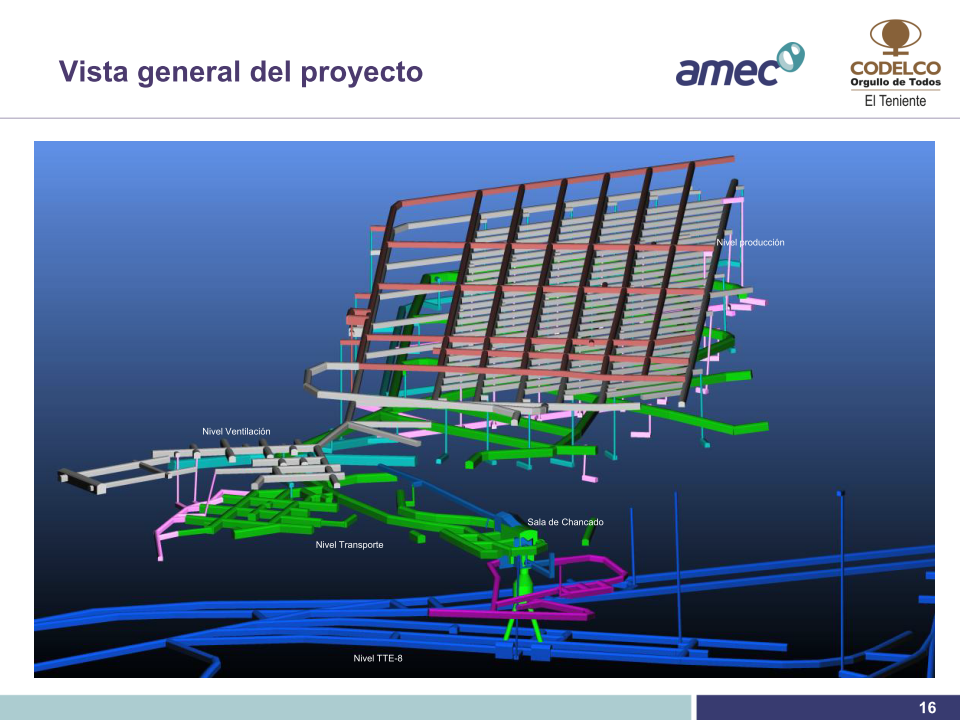 Vista general del proyecto
amec
CODELCO
Orgullo de Todos
El Teniente
Nivel producción
Nivel Ventilación
Sala de Chancado
Nivel Transporte
Nivel TTE-8
16